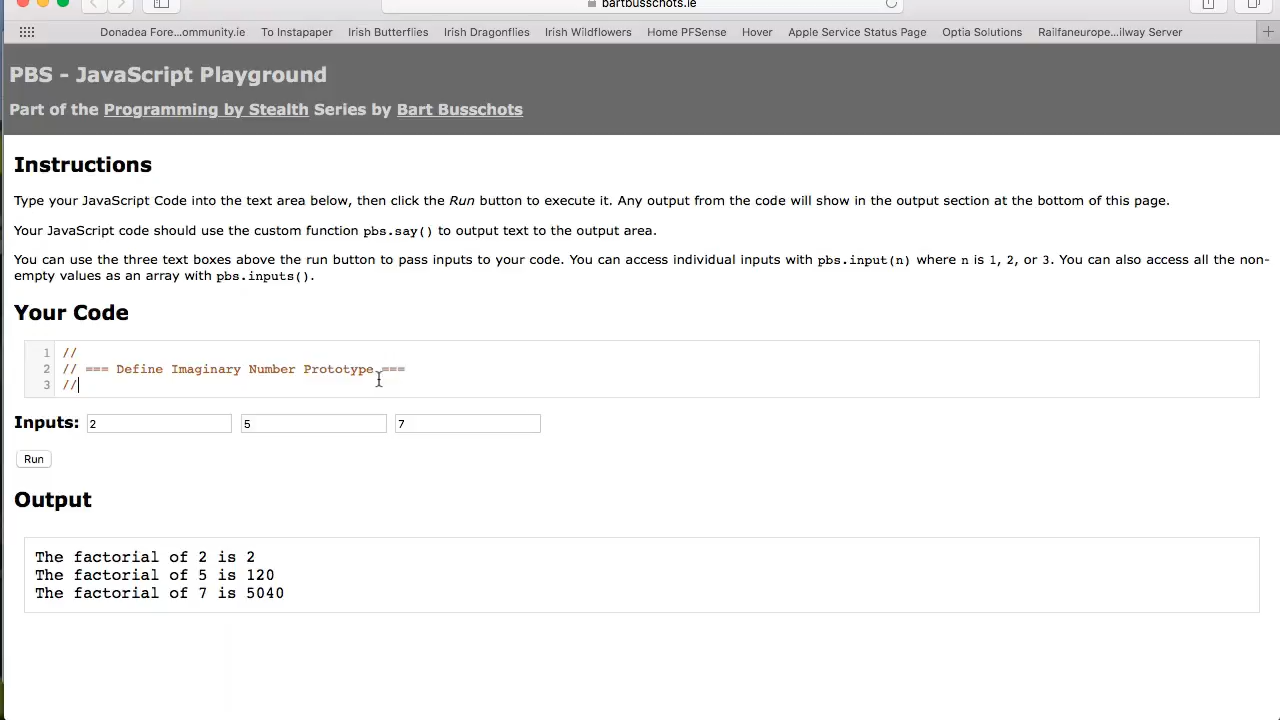 bartbusschots.ie
Donadea Fore...ommunity.ie To Instapaper Irish Butterflies Irish Dragonflies Irish Wildflowers Home PFSense Hover Apple Service Status Page Optia Solutions Railfaneurope...ilway Server
PBS - JavaScript Playground
Part of the Programming by Stealth Series by Bart Busschots
Instructions
Type your JavaScript Code into the text area below, then click the Run button to execute it. Any output from the code will show in the output section at the bottom of this page.
Your JavaScript code should use the custom function pbs.say() to output text to the output area.
You can use the three text boxes above the run button to pass inputs to your code. You can access individual inputs with pbs.input(n) where n is 1, 2, or 3. You can also access all the non-
empty values as an array with pbs.inputs().
Your Code
1 //
2 // === Define Imaginary Number Prototype ===
3 //
Inputs: 2 5 7
Run
Output
The factorial of 2 is 2
The factorial of 5 is 120
The factorial of 7 is 5040